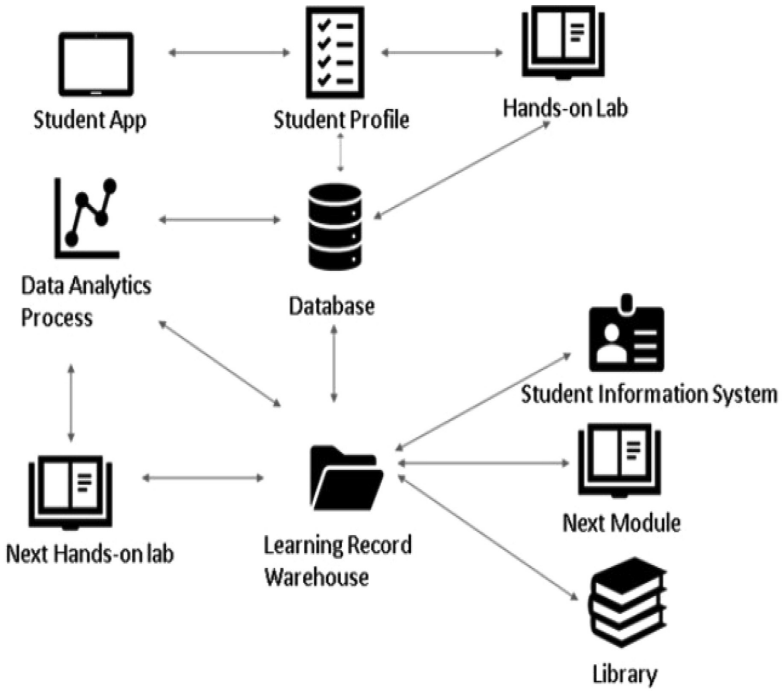 Student App
Student Profile
Hands-on Lab
Data Analytics
Process
Database
Student Information System
Next Hands-on lab
Learning Record
Warehouse
Next Module
Library